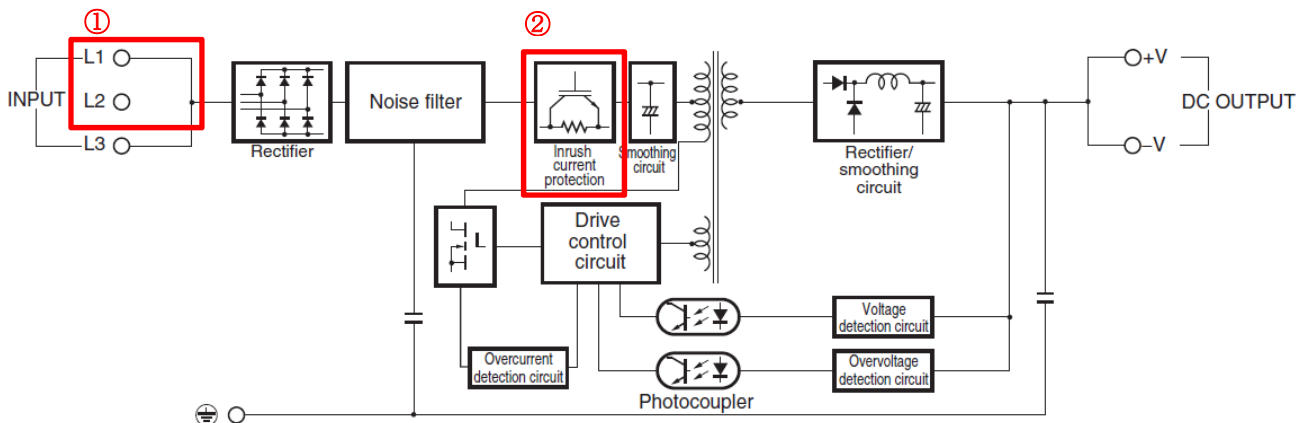 ①
②
L1
INPUT
L2
L3
Rectifier
Noise filter
Inrush
current
protection
Smoothing
circuit
Rectifier/
smoothing
circuit
+V
DC OUTPUT
–V
Drive
control
circuit
Voltage
detection circuit
Overcurrent
detection circuit
Overvoltage
detection circuit
Photocoupler